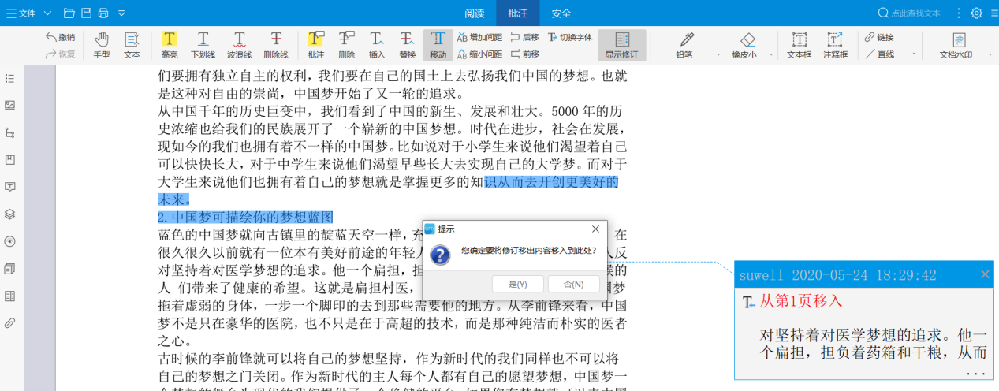 文件
阅读 批注 安全
点此查找文本
撤销
恢复
手型 文本
高亮 下划线 波浪线 删除线
批注 删除 插入 替换 移动
增加间距 后移 切换字体
缩小间距 前移
显示修订
铅笔 橡皮小
文本框 注释框
链接
直线
文档水印
们要拥有独立自主的权利，我们要在自己的国土上去弘扬我们中国的梦想。也就
是这种对自由的崇尚，中国梦开始了又一轮的追求。
从中国千年的历史巨变中，我们看到了中国的新生、发展和壮大。5000 年的历
史浓缩也给我们的民族展开了一个崭新的中国梦想。时代在进步，社会在发展，
现如今的我们也拥有着不一样的中国梦。比如说对于小学生来说他们渴望着自己
可以快快长大，对于中学生来说他们渴望早些长大去实现自己的大学梦。而对于
大学生来说他们也拥有着自己的梦想就是掌握更多的知识从而去开创更美好的
未来。
2.中国梦可描绘你的梦想蓝图
蓝色的中国梦就向古镇里的靛蓝天空一样，充 在
很久很久以前就有一位本有美好前途的年轻人 人反
对坚持着对医学梦想的追求。他一个扁担，担 候的
人 们带来了健康的希望。这就是扁担村医， 国梦
拖着虚弱的身体，一步一个脚印的去到那些需要他的地方。从李前锋来看，中国
梦不是只在豪华的医院，也不只是在于高超的技术，而是那种纯洁而朴实的医者
之心。
古时候的李前锋就可以将自己的梦想坚持，作为新时代的我们同样也不可以将
自己的梦想之门关闭。作为新时代的主人每个人都有自己的愿望梦想，中国梦一
提示
您确定要将修订移出内容移入到此处?
是(Y) 否(N)
suwell 2020-05-24 18:29:42
从第1页移入
对坚持着对医学梦想的追求。他一
个扁担，担负着药箱和干粮，从而
...